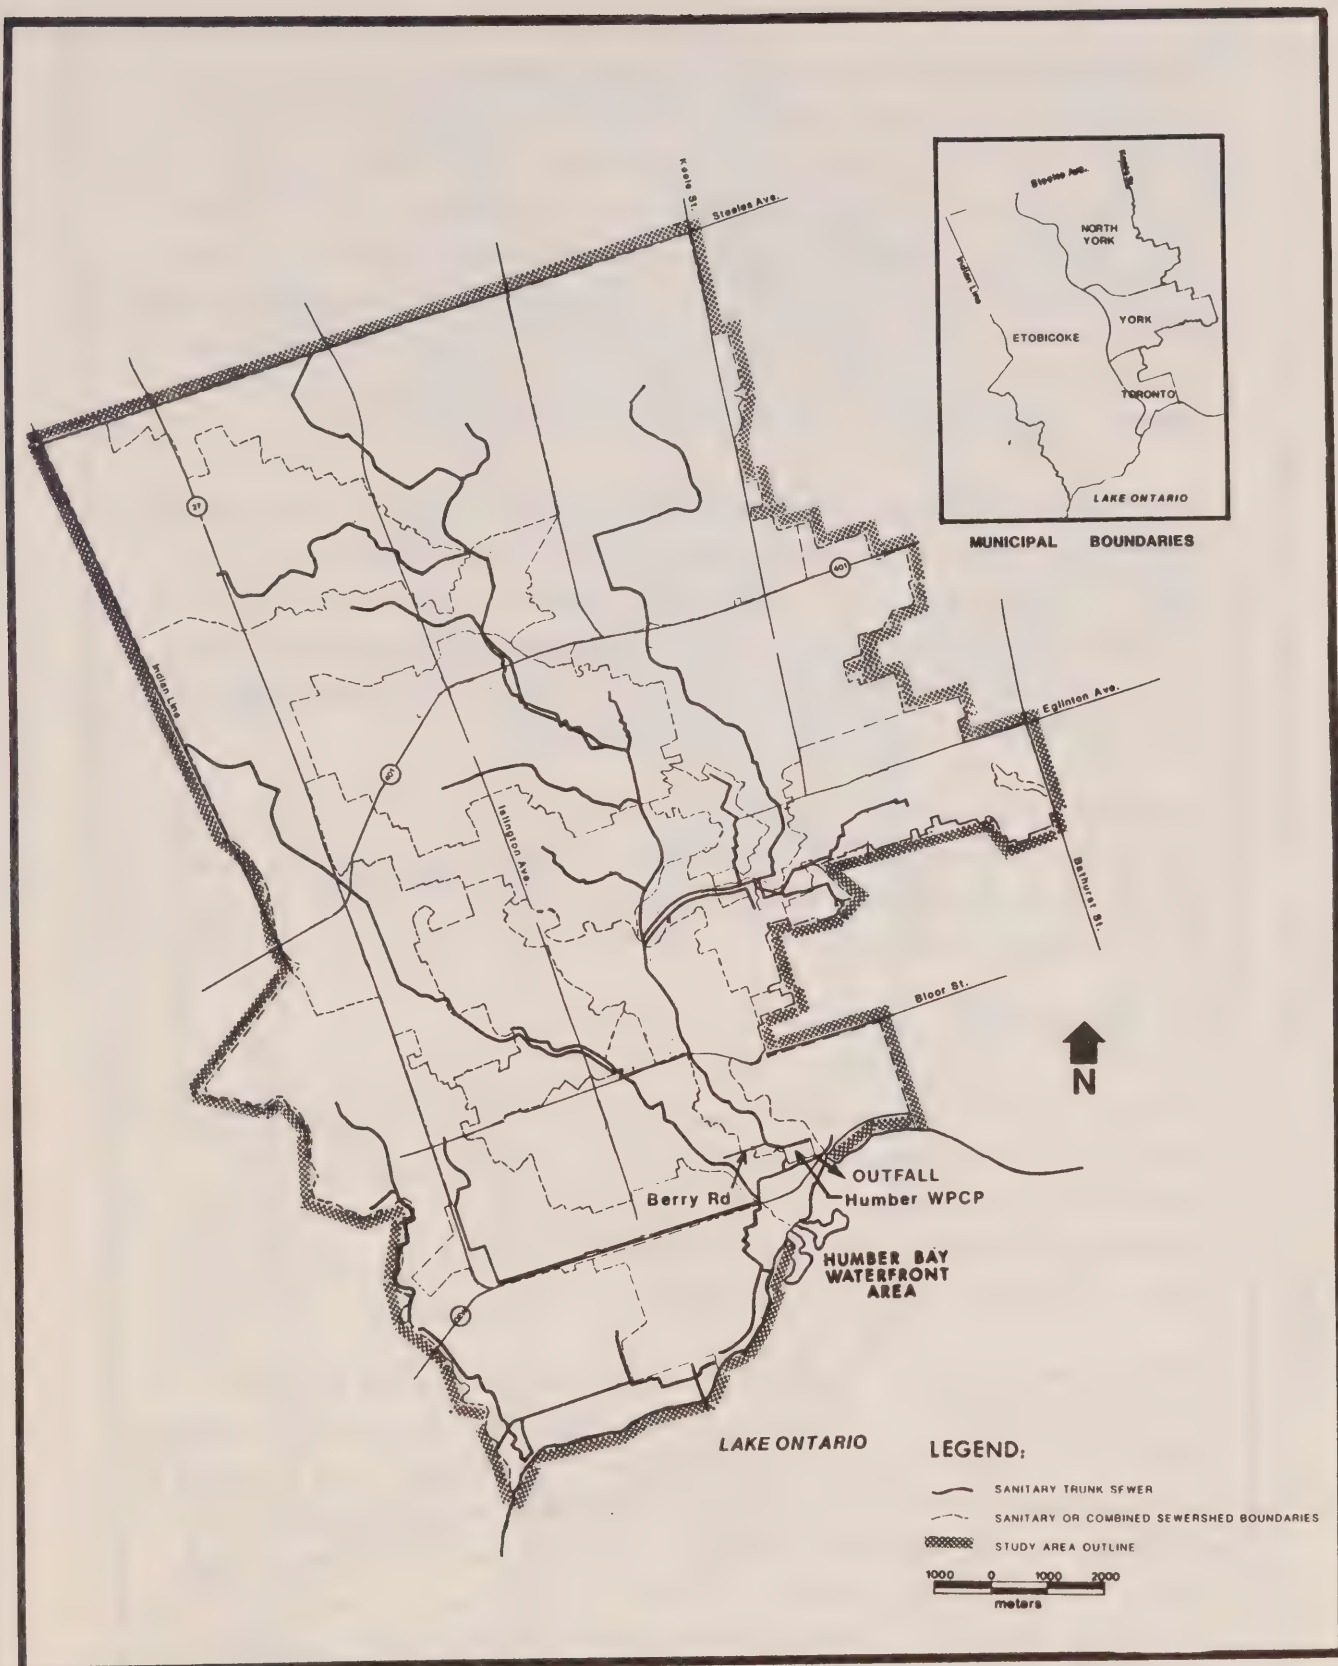 Keele St.
Steeles Ave.
Steeles Ave.
NORTH
YORK
Indian Line
YORK
ETOBICOKE
TORONTO
LAKE ONTARIO
MUNICIPAL BOUNDARIES
27
401
Indian Line
Eglinton Ave.
401
Islington Ave.
Bathurst St.
Bloor St.
N
OUTFALL
Berry Rd
Humber WPCP
HUMBER BAY
WATERFRONT
AREA
LAKE ONTARIO
LEGEND:
SANITARY TRUNK SEWER
SANITARY OR COMBINED SEWERSHED BOUNDARIES
STUDY AREA OUTLINE
1000 0 1000 2000
meters